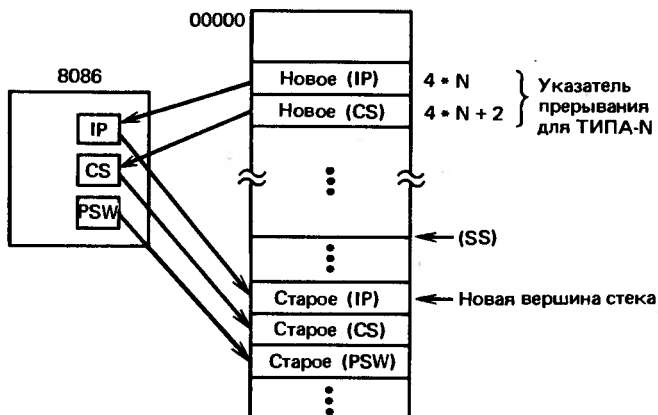 00000
8086
Новое (IP)
4 * N
Новое (CS)
4 * N + 2
Указатель
прерывания
для ТИПА-N
IP
CS
PSW
(SS)
Старое (IP)
Новая вершина стека
Старое (CS)
Старое (PSW)